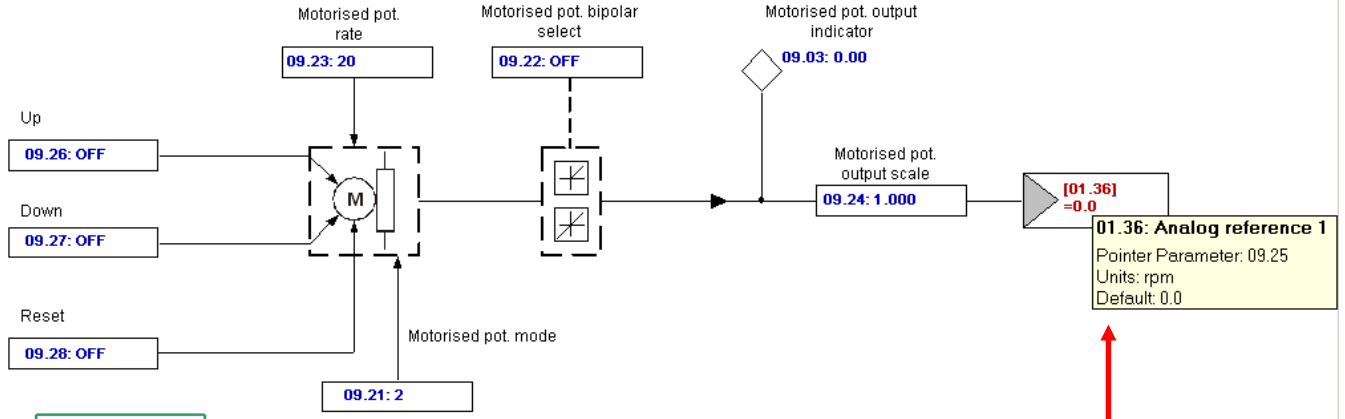 Motorised pot.
rate
09.23: 20
Motorised pot. bipolar
select
09.22: OFF
Motorised pot. output
indicator
09.03: 0.00
Up
09.26: OFF
Down
09.27: OFF
Reset
09.28: OFF
M
Motorised pot. mode
09.21: 2
Motorised pot.
output scale
09.24: 1.000
[01.36]
=0.0
01.36: Analog reference 1
Pointer Parameter: 09.25
Units: rpm
Default: 0.0